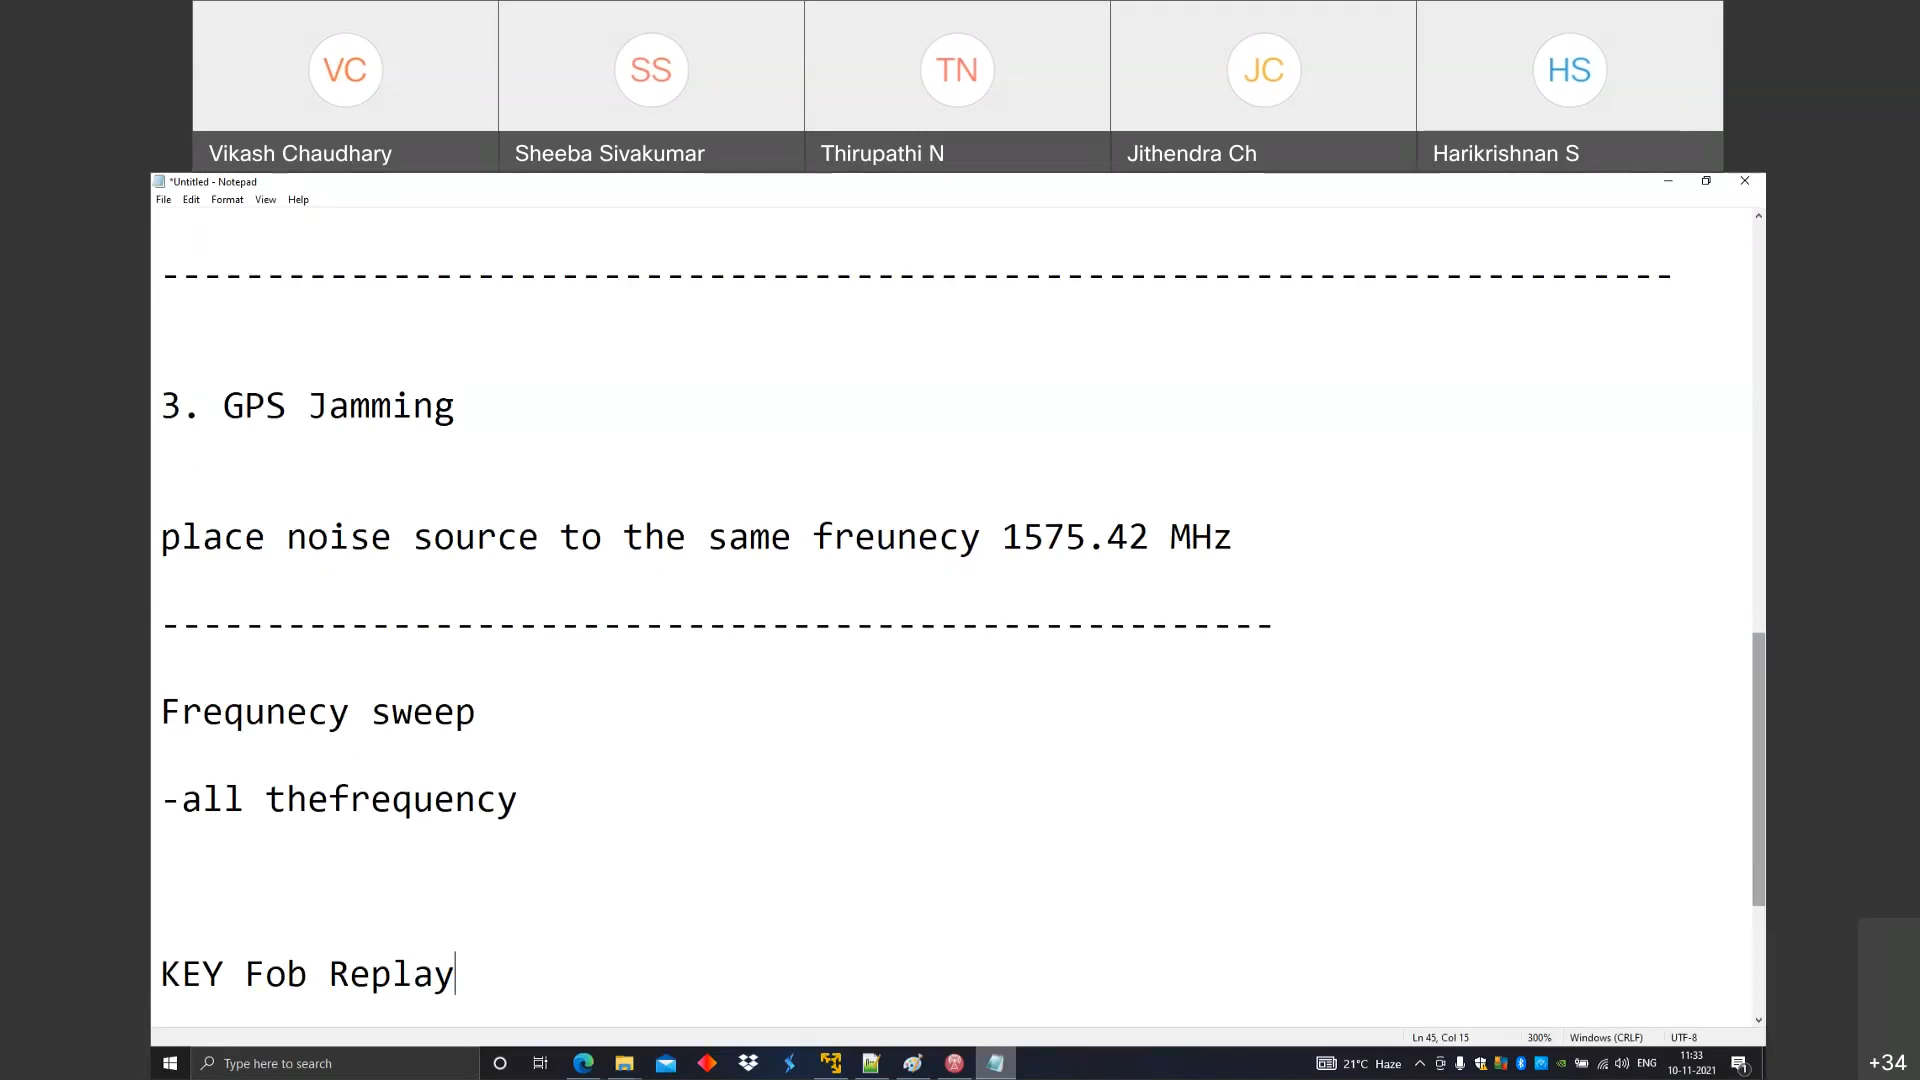 VC
SS
TN
JC
HS
Vikash Chaudhary
Sheeba Sivakumar
Thirupathi N
Jithendra Ch
Harikrishnan S
*Untitled - Notepad
File Edit Format View Help
------------------------------------------------------------------------
3. GPS Jamming
place noise source to the same freunecy 1575.42 MHz
-----------------------------------------------------
Frequnecy sweep
-all thefrequency
KEY Fob Replay
Ln 45, Col 15
300%
Windows (CRLF)
UTF-8
Type here to search
21°C Haze
ENG
11:33
10-11-2021
1
+34